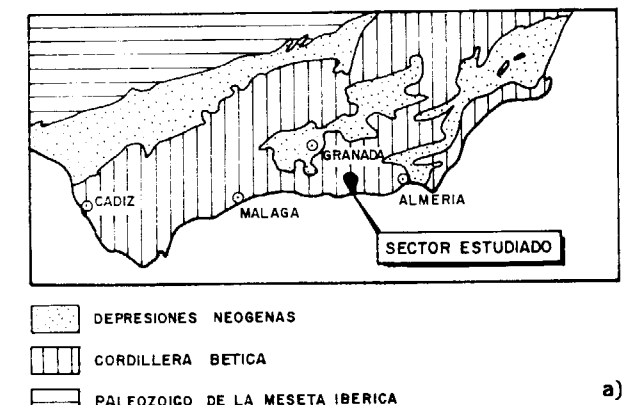 GRANADA
CADIZ
MALAGA
ALMERIA
SECTOR ESTUDIADO
DEPRESIONES NEOGENAS
CORDILLERA BETICA
PALEOZOICO DE LA MESETA IBERICA
a)